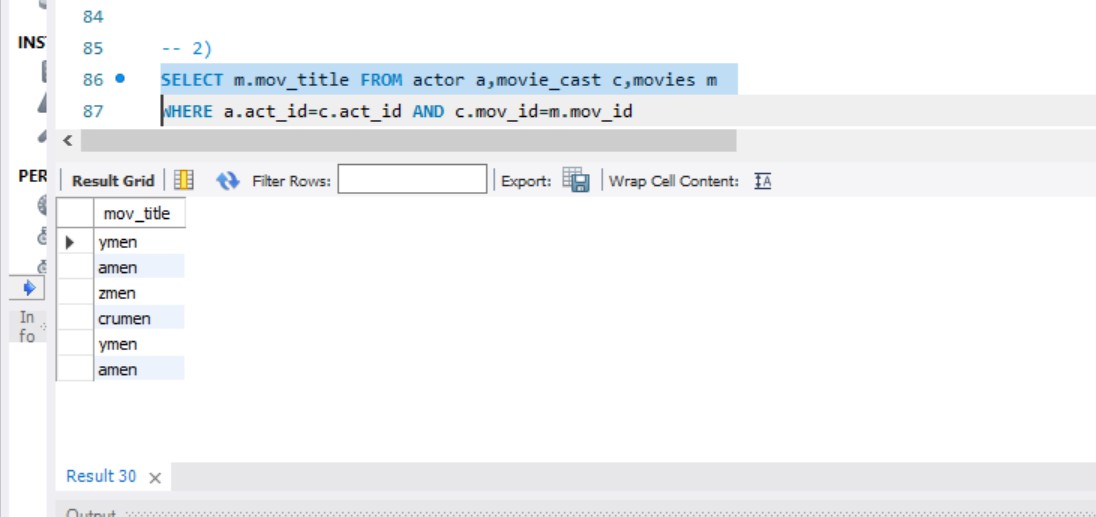 84
INS
85 -- 2)
86 SELECT m.mov_title FROM actor a,movie_cast c,movies m
87 WHERE a.act_id=c.act_id AND c.mov_id=m.mov_id
<
PER
Result Grid Filter Rows: Export: Wrap Cell Content: IA
mov_title
ymen
amen
zmen
crumen
ymen
amen
In
fo
Result 30 ×
Output